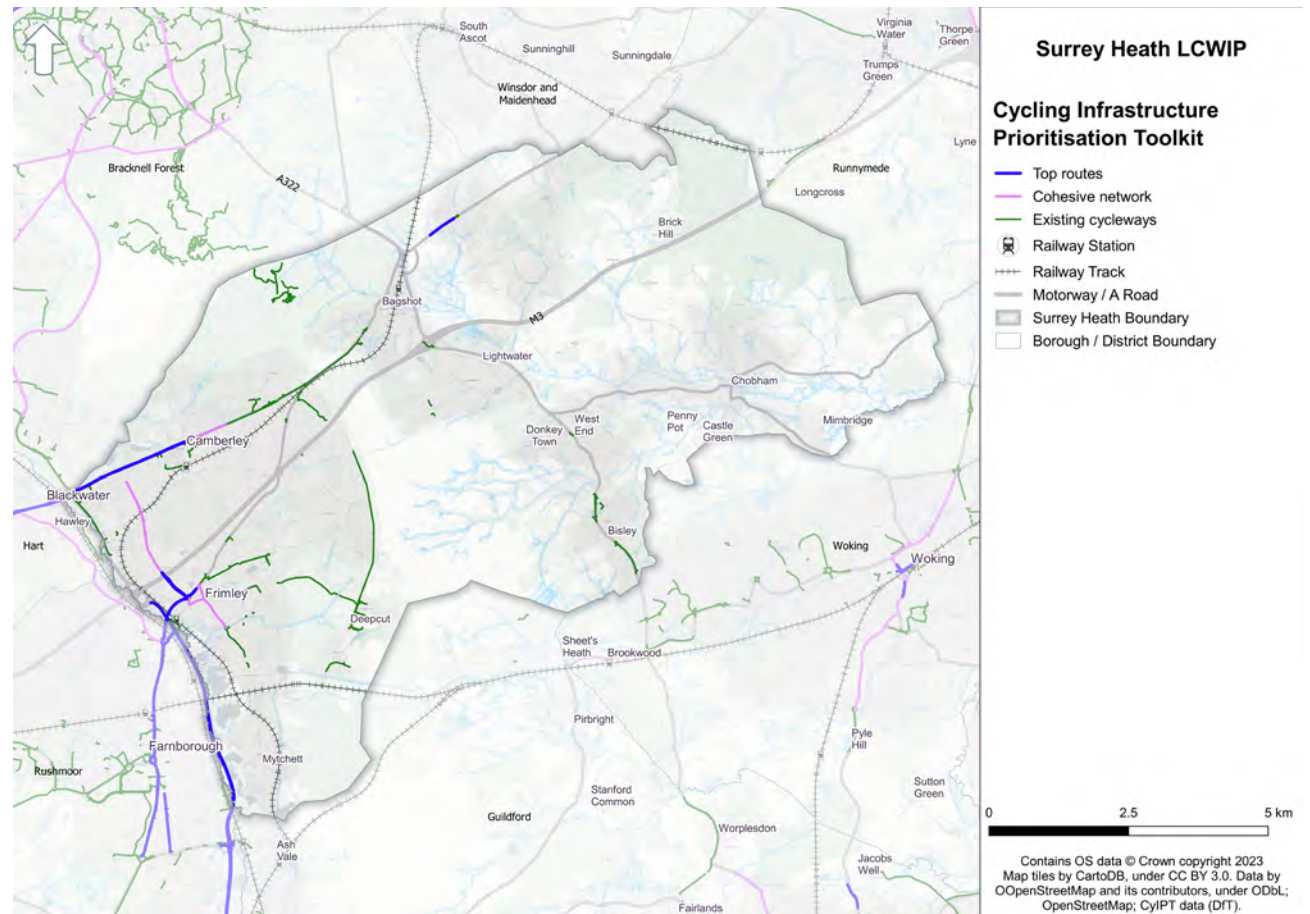 South
Ascot
Sunninghill
Sunningdale
Virginia
Water
Thorpe
Green
Trumps
Green
Winsdor and
Maidenhead
Lyne
Bracknell Forest
Runnymede
A322
Longcross
Brick
Hill
Bagshot
M3
Lightwater
Chobham
West
End
Penny
Pot
Castle
Green
Mimbridge
Donkey
Town
Camberley
Blackwater
Hawley
Hart
Bisley
Woking
Woking
Frimley
Deepcut
Sheet's
Heath
Brookwood
Pirbright
Farnborough
Mytchett
Rushmoor
Pyle
Hill
Stanford
Common
Sutton
Green
Guildford
Worplesdon
Ash
Vale
Jacobs
Well
Fairlands
Surrey Heath LCWIP
Cycling Infrastructure
Prioritisation Toolkit
Top routes
Cohesive network
Existing cycleways
Railway Station
Railway Track
Motorway / A Road
Surrey Heath Boundary
Borough / District Boundary
0 2.5 5 km
Contains OS data © Crown copyright 2023
Map tiles by CartoDB, under CC BY 3.0. Data by
OOpenStreetMap and its contributors, under ODbL;
OpenStreetMap; CyIPT data (DfT).